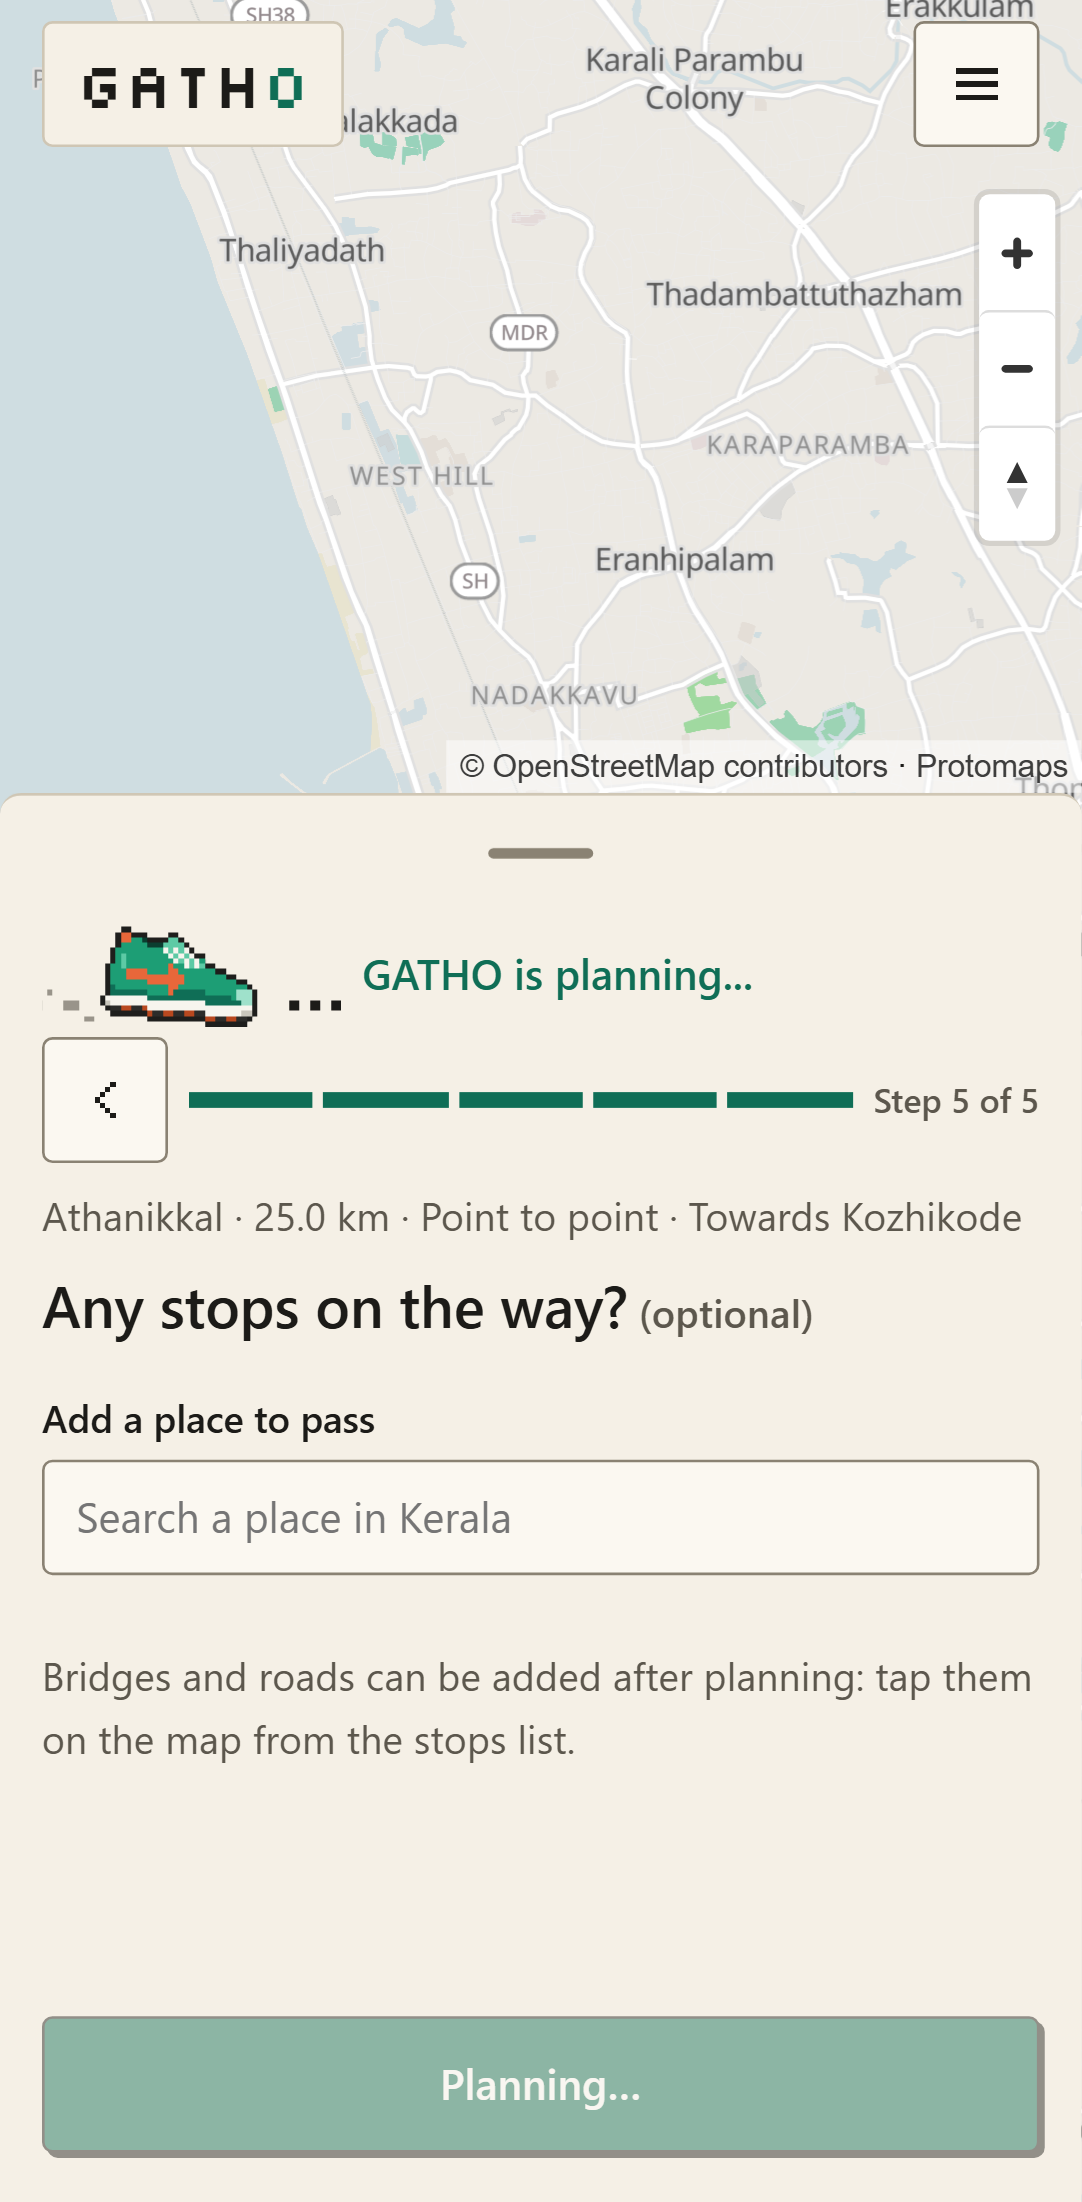 SH38
Erakkulam
GATHO
Karali Parambu
Colony
alakkada
Thaliyadath
Thadambattuthazham
MDR
KARAPARAMBA
WEST HILL
Eranhipalam
SH
NADAKKAVU
© OpenStreetMap contributors · Protomaps
GATHO is planning...
Step 5 of 5
Athanikkal · 25.0 km · Point to point · Towards Kozhikode
Any stops on the way? (optional)
Add a place to pass
Search a place in Kerala
Bridges and roads can be added after planning: tap them
on the map from the stops list.
Planning...